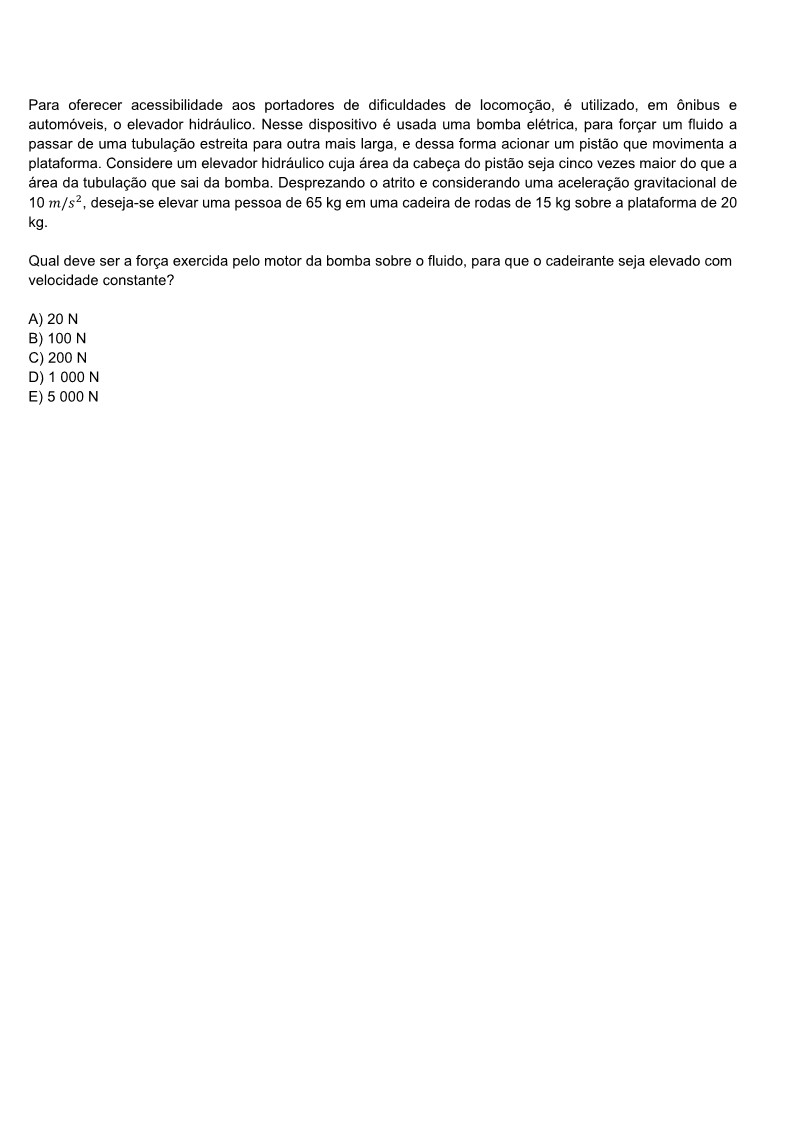 Para oferecer acessibilidade aos portadores de dificuldades de locomoção, é utilizado, em ônibus e
automóveis, o elevador hidráulico. Nesse dispositivo é usada uma bomba elétrica, para forçar um fluido a
passar de uma tubulação estreita para outra mais larga, e dessa forma acionar um pistão que movimenta a
plataforma. Considere um elevador hidráulico cuja área da cabeça do pistão seja cinco vezes maior do que a
área da tubulação que sai da bomba. Desprezando o atrito e considerando uma aceleração gravitacional de
10 m/s², deseja-se elevar uma pessoa de 65 kg em uma cadeira de rodas de 15 kg sobre a plataforma de 20
kg.
Qual deve ser a força exercida pelo motor da bomba sobre o fluido, para que o cadeirante seja elevado com
velocidade constante?
A) 20 N
B) 100 N
C) 200 N
D) 1 000 N
E) 5 000 N